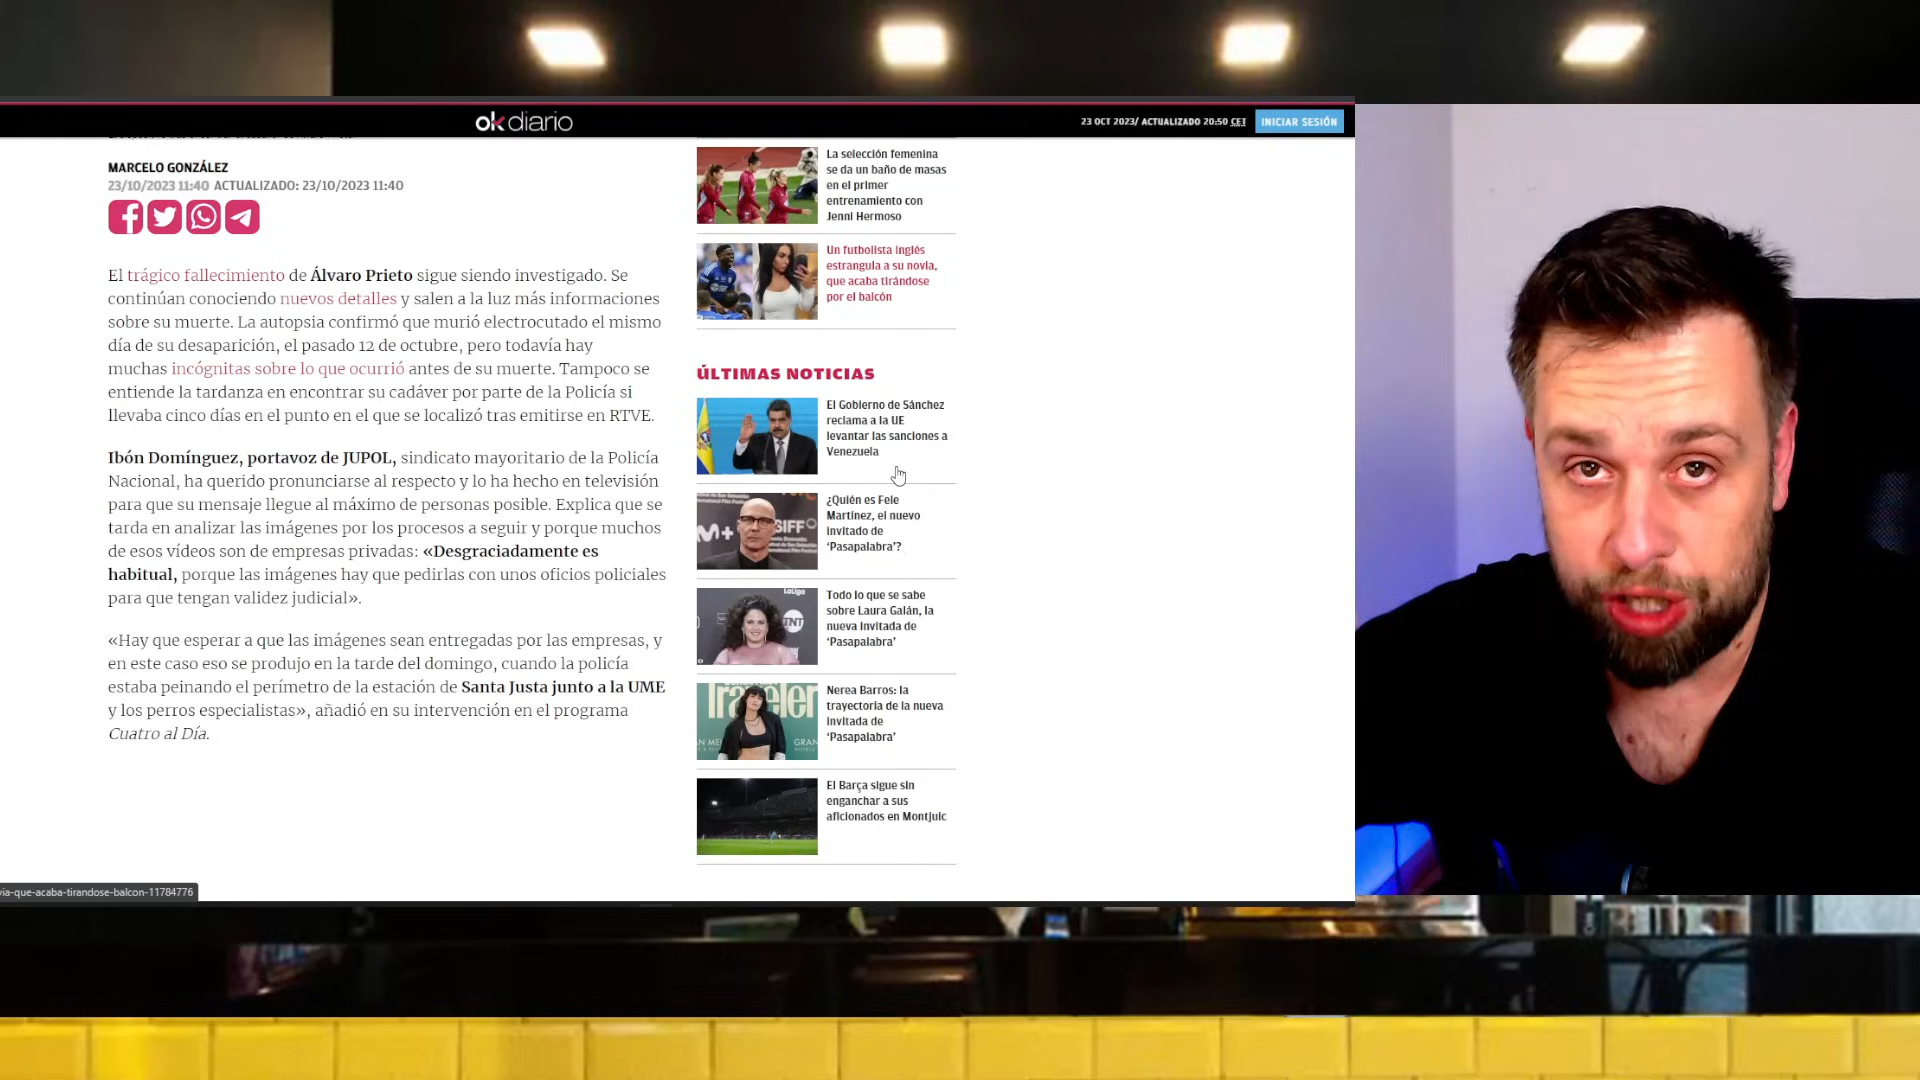 okdiario
23 OCT 2023/ ACTUALIZADO 20:50 CET
INICIAR SESIÓN
MARCELO GONZÁLEZ
23/10/2023 11:40 ACTUALIZADO: 23/10/2023 11:40
El trágico fallecimiento de Álvaro Prieto sigue siendo investigado. Se
continúan conociendo nuevos detalles y salen a la luz más informaciones
sobre su muerte. La autopsia confirmó que murió electrocutado el mismo
día de su desaparición, el pasado 12 de octubre, pero todavía hay
muchas incógnitas sobre lo que ocurrió antes de su muerte. Tampoco se
entiende la tardanza en encontrar su cadáver por parte de la Policía si
llevaba cinco días en el punto en el que se localizó tras emitirse en RTVE.
Ibón Domínguez, portavoz de JUPOL, sindicato mayoritario de la Policía
Nacional, ha querido pronunciarse al respecto y lo ha hecho en televisión
para que su mensaje llegue al máximo de personas posible. Explica que se
tarda en analizar las imágenes por los procesos a seguir y porque muchos
de esos vídeos son de empresas privadas: «Desgraciadamente es
habitual, porque las imágenes hay que pedirlas con unos oficios policiales
para que tengan validez judicial».
«Hay que esperar a que las imágenes sean entregadas por las empresas, y
en este caso eso se produjo en la tarde del domingo, cuando la policía
estaba peinando el perímetro de la estación de Santa Justa junto a la UME
y los perros especialistas», añadió en su intervención en el programa
Cuatro al Día.
La selección femenina
se da un baño de masas
en el primer
entrenamiento con
Jenni Hermoso
Un futbolista inglés
estrangula a su novia,
que acaba tirándose
por el balcón
ÚLTIMAS NOTICIAS
El Gobierno de Sánchez
reclama a la UE
levantar las sanciones a
Venezuela
¿Quién es Fele
Martínez, el nuevo
invitado de
'Pasapalabra'?
M+
SIFF
Todo lo que se sabe
sobre Laura Galán, la
nueva invitada de
'Pasapalabra'
LaLiga
TNT
Nerea Barros: la
trayectoria de la nueva
invitada de
'Pasapalabra'
Traveler
El Barça sigue sin
enganchar a sus
aficionados en Montjuïc
via-que-acaba-tirandose-balcon-11784776